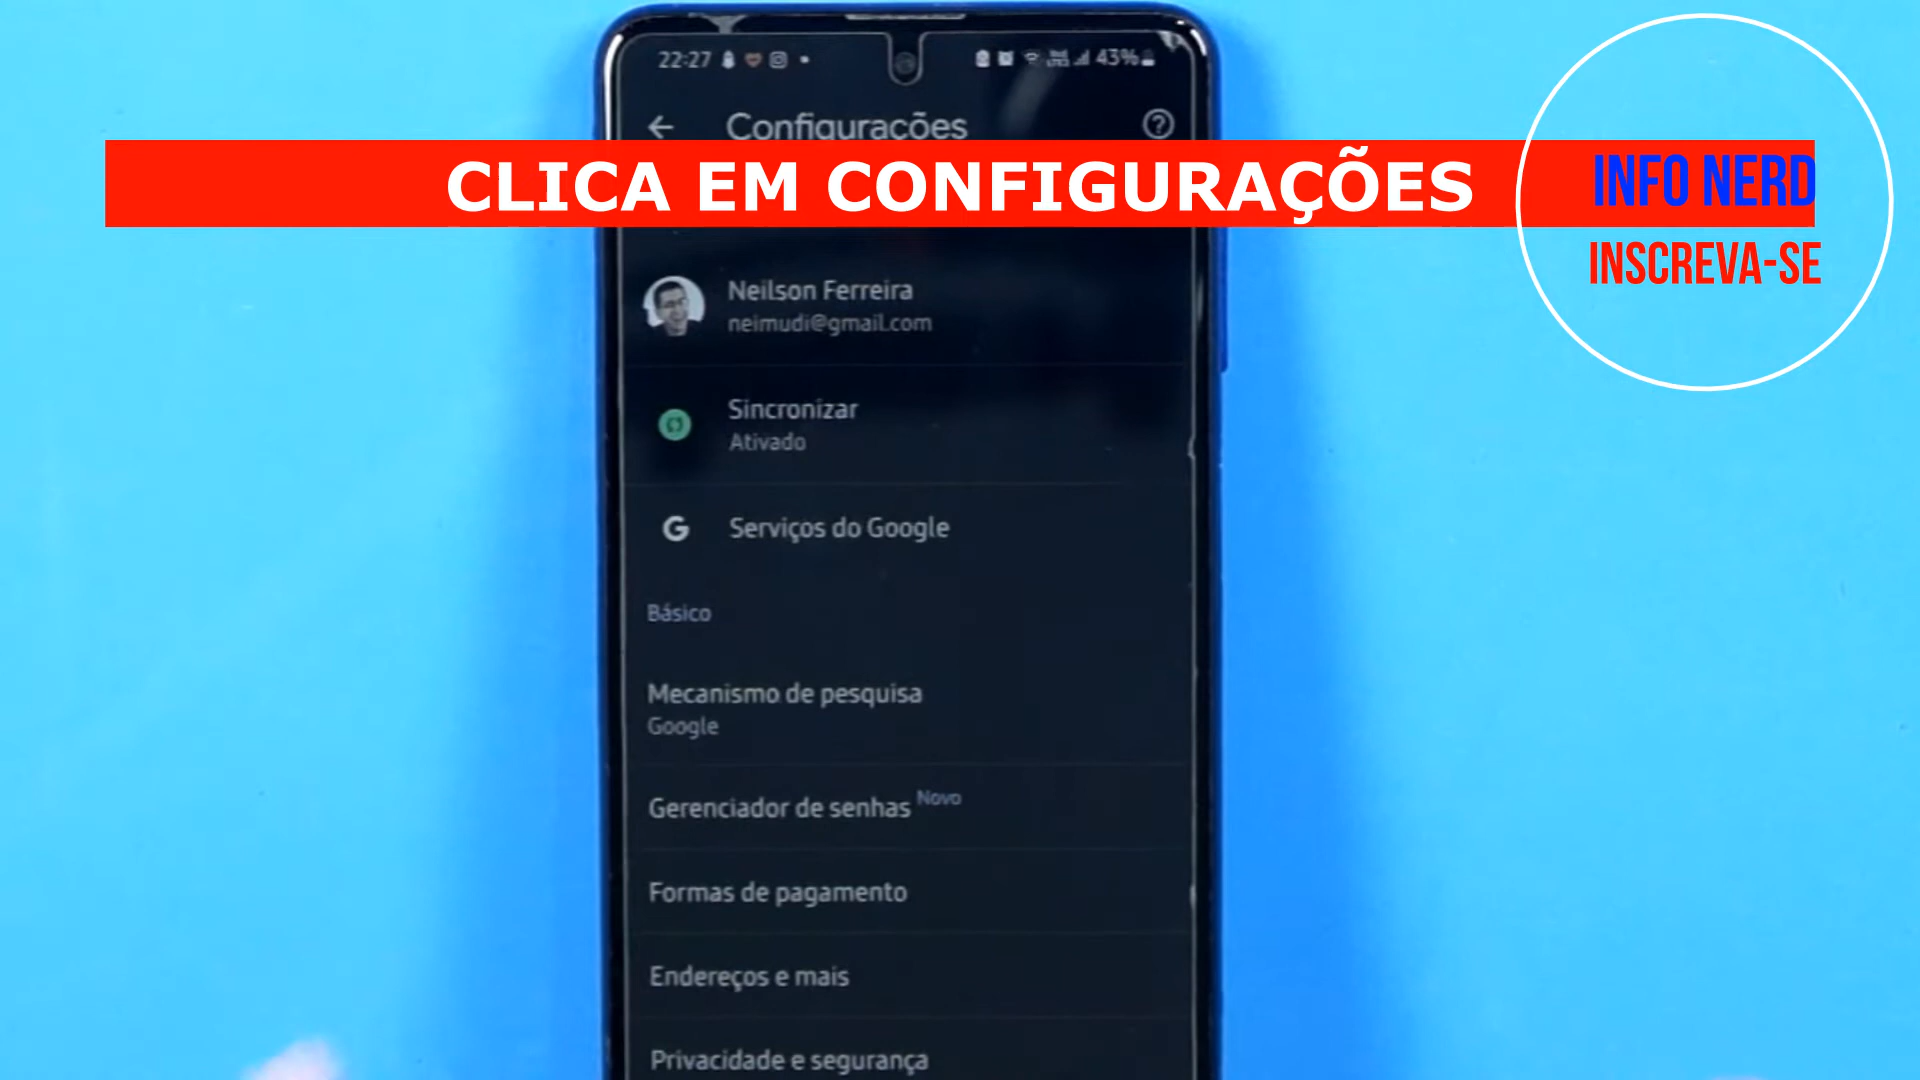 22:27
43%
Configurações
CLICA EM CONFIGURAÇÕES
INFO NERD
INSCREVA-SE
Neilson Ferreira
neimudi@gmail.com
Sincronizar
Ativado
G
Serviços do Google
Básico
Mecanismo de pesquisa
Google
Gerenciador de senhas Novo
Formas de pagamento
Endereços e mais
Privacidade e segurança